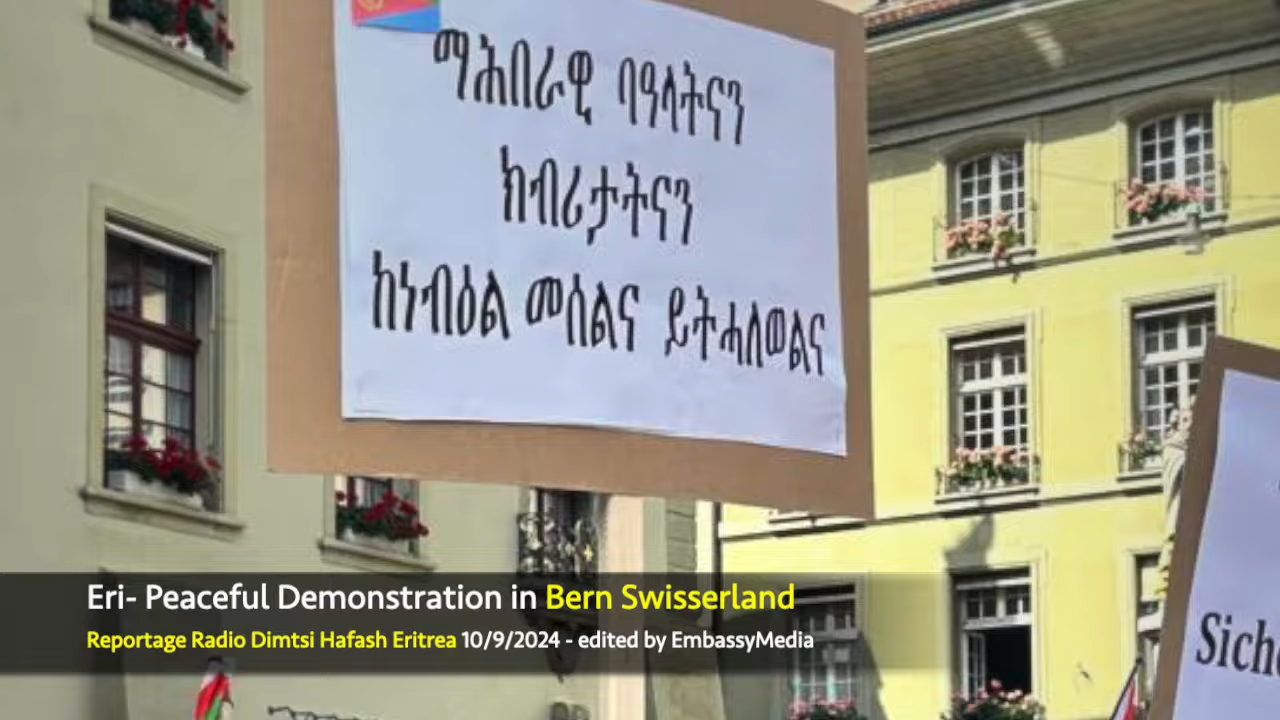 ማሕበራዊ ባዓላትናን
ክብሪታትናን
ከነብዕል መሰልና ይትሓለወልና
Sich
Eri- Peaceful Demonstration in Bern Swisserland
Reportage Radio Dimtsi Hafash Eritrea 10/9/2024 - edited by EmbassyMedia